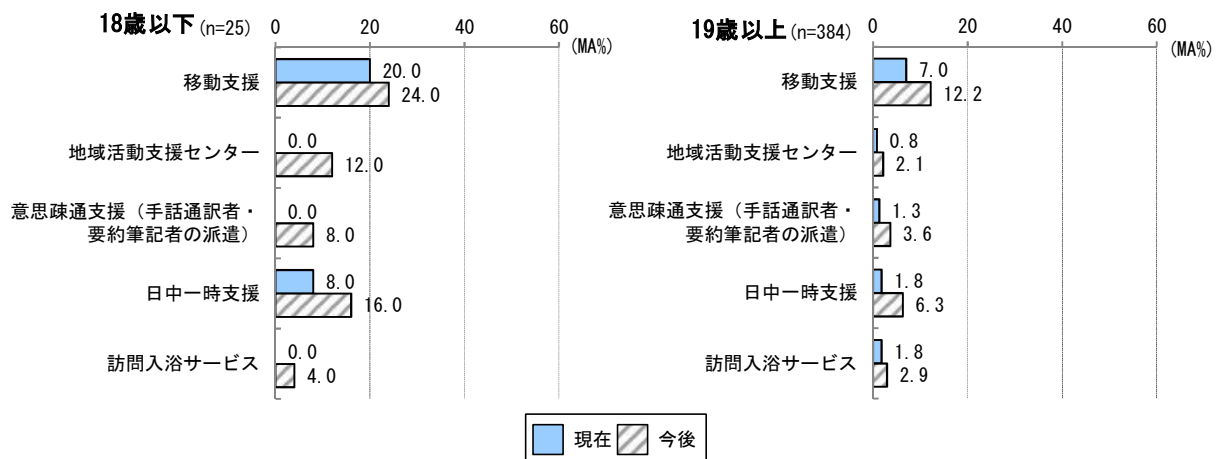 18歳以下 (n=25)
0 20 40 60
(MA%)
移動支援
20.0
24.0
地域活動支援センター
0.0
12.0
意思疎通支援（手話通訳者・
要約筆記者の派遣）
0.0
8.0
日中一時支援
8.0
16.0
訪問入浴サービス
0.0
4.0
19歳以上 (n=384)
0 20 40 60
(MA%)
移動支援
7.0
12.2
地域活動支援センター
0.8
2.1
意思疎通支援（手話通訳者・
要約筆記者の派遣）
1.3
3.6
日中一時支援
1.8
6.3
訪問入浴サービス
1.8
2.9
現在 今後